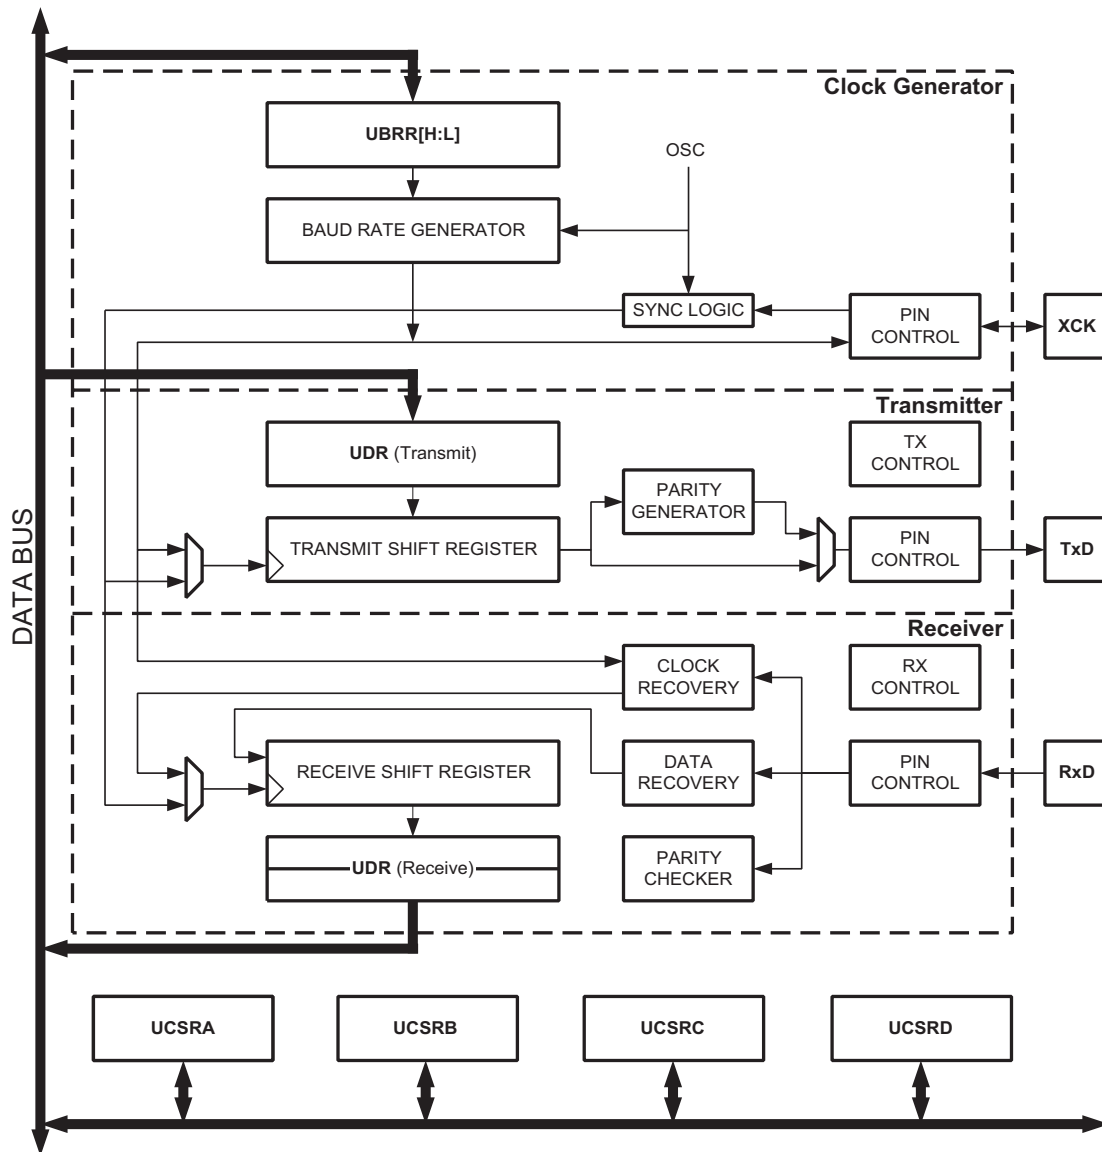 Clock Generator
UBRR[H:L]
OSC
BAUD RATE GENERATOR
SYNC LOGIC
PIN
CONTROL
XCK
Transmitter
TX
CONTROL
UDR (Transmit)
PARITY
GENERATOR
TRANSMIT SHIFT REGISTER
PIN
CONTROL
TxD
DATA BUS
Receiver
CLOCK
RECOVERY
RX
CONTROL
RECEIVE SHIFT REGISTER
DATA
RECOVERY
PIN
CONTROL
RxD
UDR (Receive)
PARITY
CHECKER
UCSRA
UCSRB
UCSRC
UCSRD